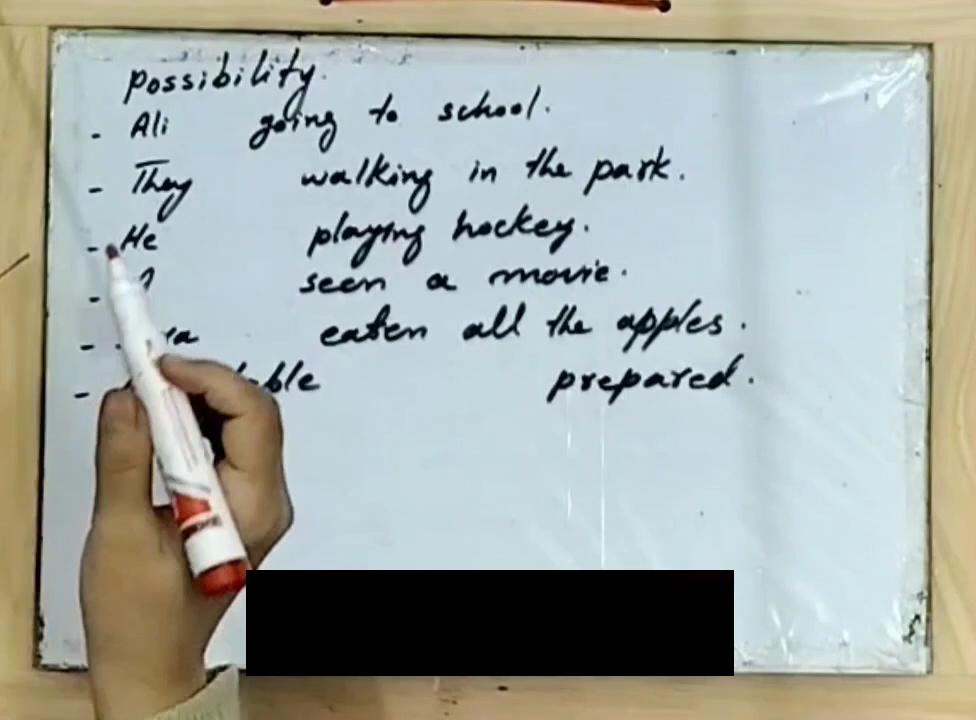 Possibility.
- Ali going to school.
- They walking in the park.
- He playing hockey.
- seen a movie.
- eaten all the apples.
- prepared.